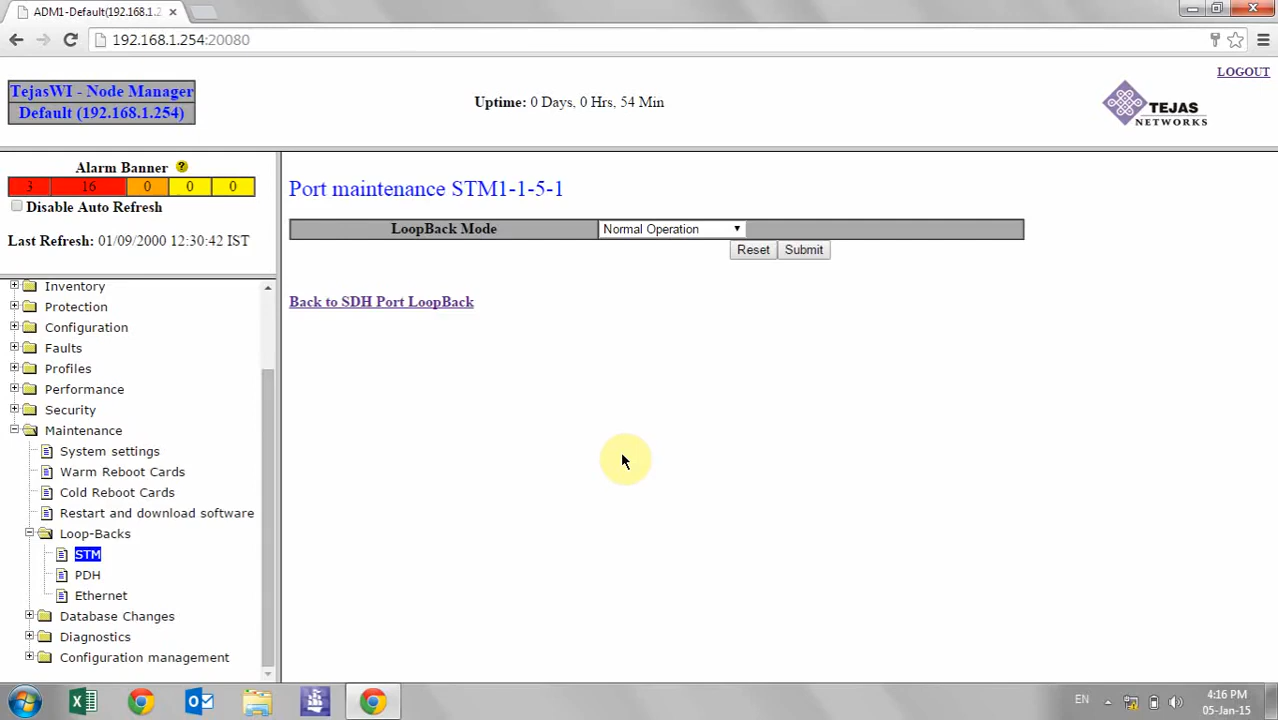 ADM1-Default(192.168.1.2
192.168.1.254:20080
LOGOUT
TejasWI - Node Manager
Default (192.168.1.254)
Uptime: 0 Days, 0 Hrs, 54 Min
TEJAS
NETWORKS
Alarm Banner ?
3 16 0 0 0
Disable Auto Refresh
Last Refresh: 01/09/2000 12:30:42 IST
Inventory
Protection
Configuration
Faults
Profiles
Performance
Security
Maintenance
System settings
Warm Reboot Cards
Cold Reboot Cards
Restart and download software
Loop-Backs
STM
PDH
Ethernet
Database Changes
Diagnostics
Configuration management
Port maintenance STM1-1-5-1
LoopBack Mode Normal Operation
Reset Submit
Back to SDH Port LoopBack
EN
4:16 PM
05-Jan-15